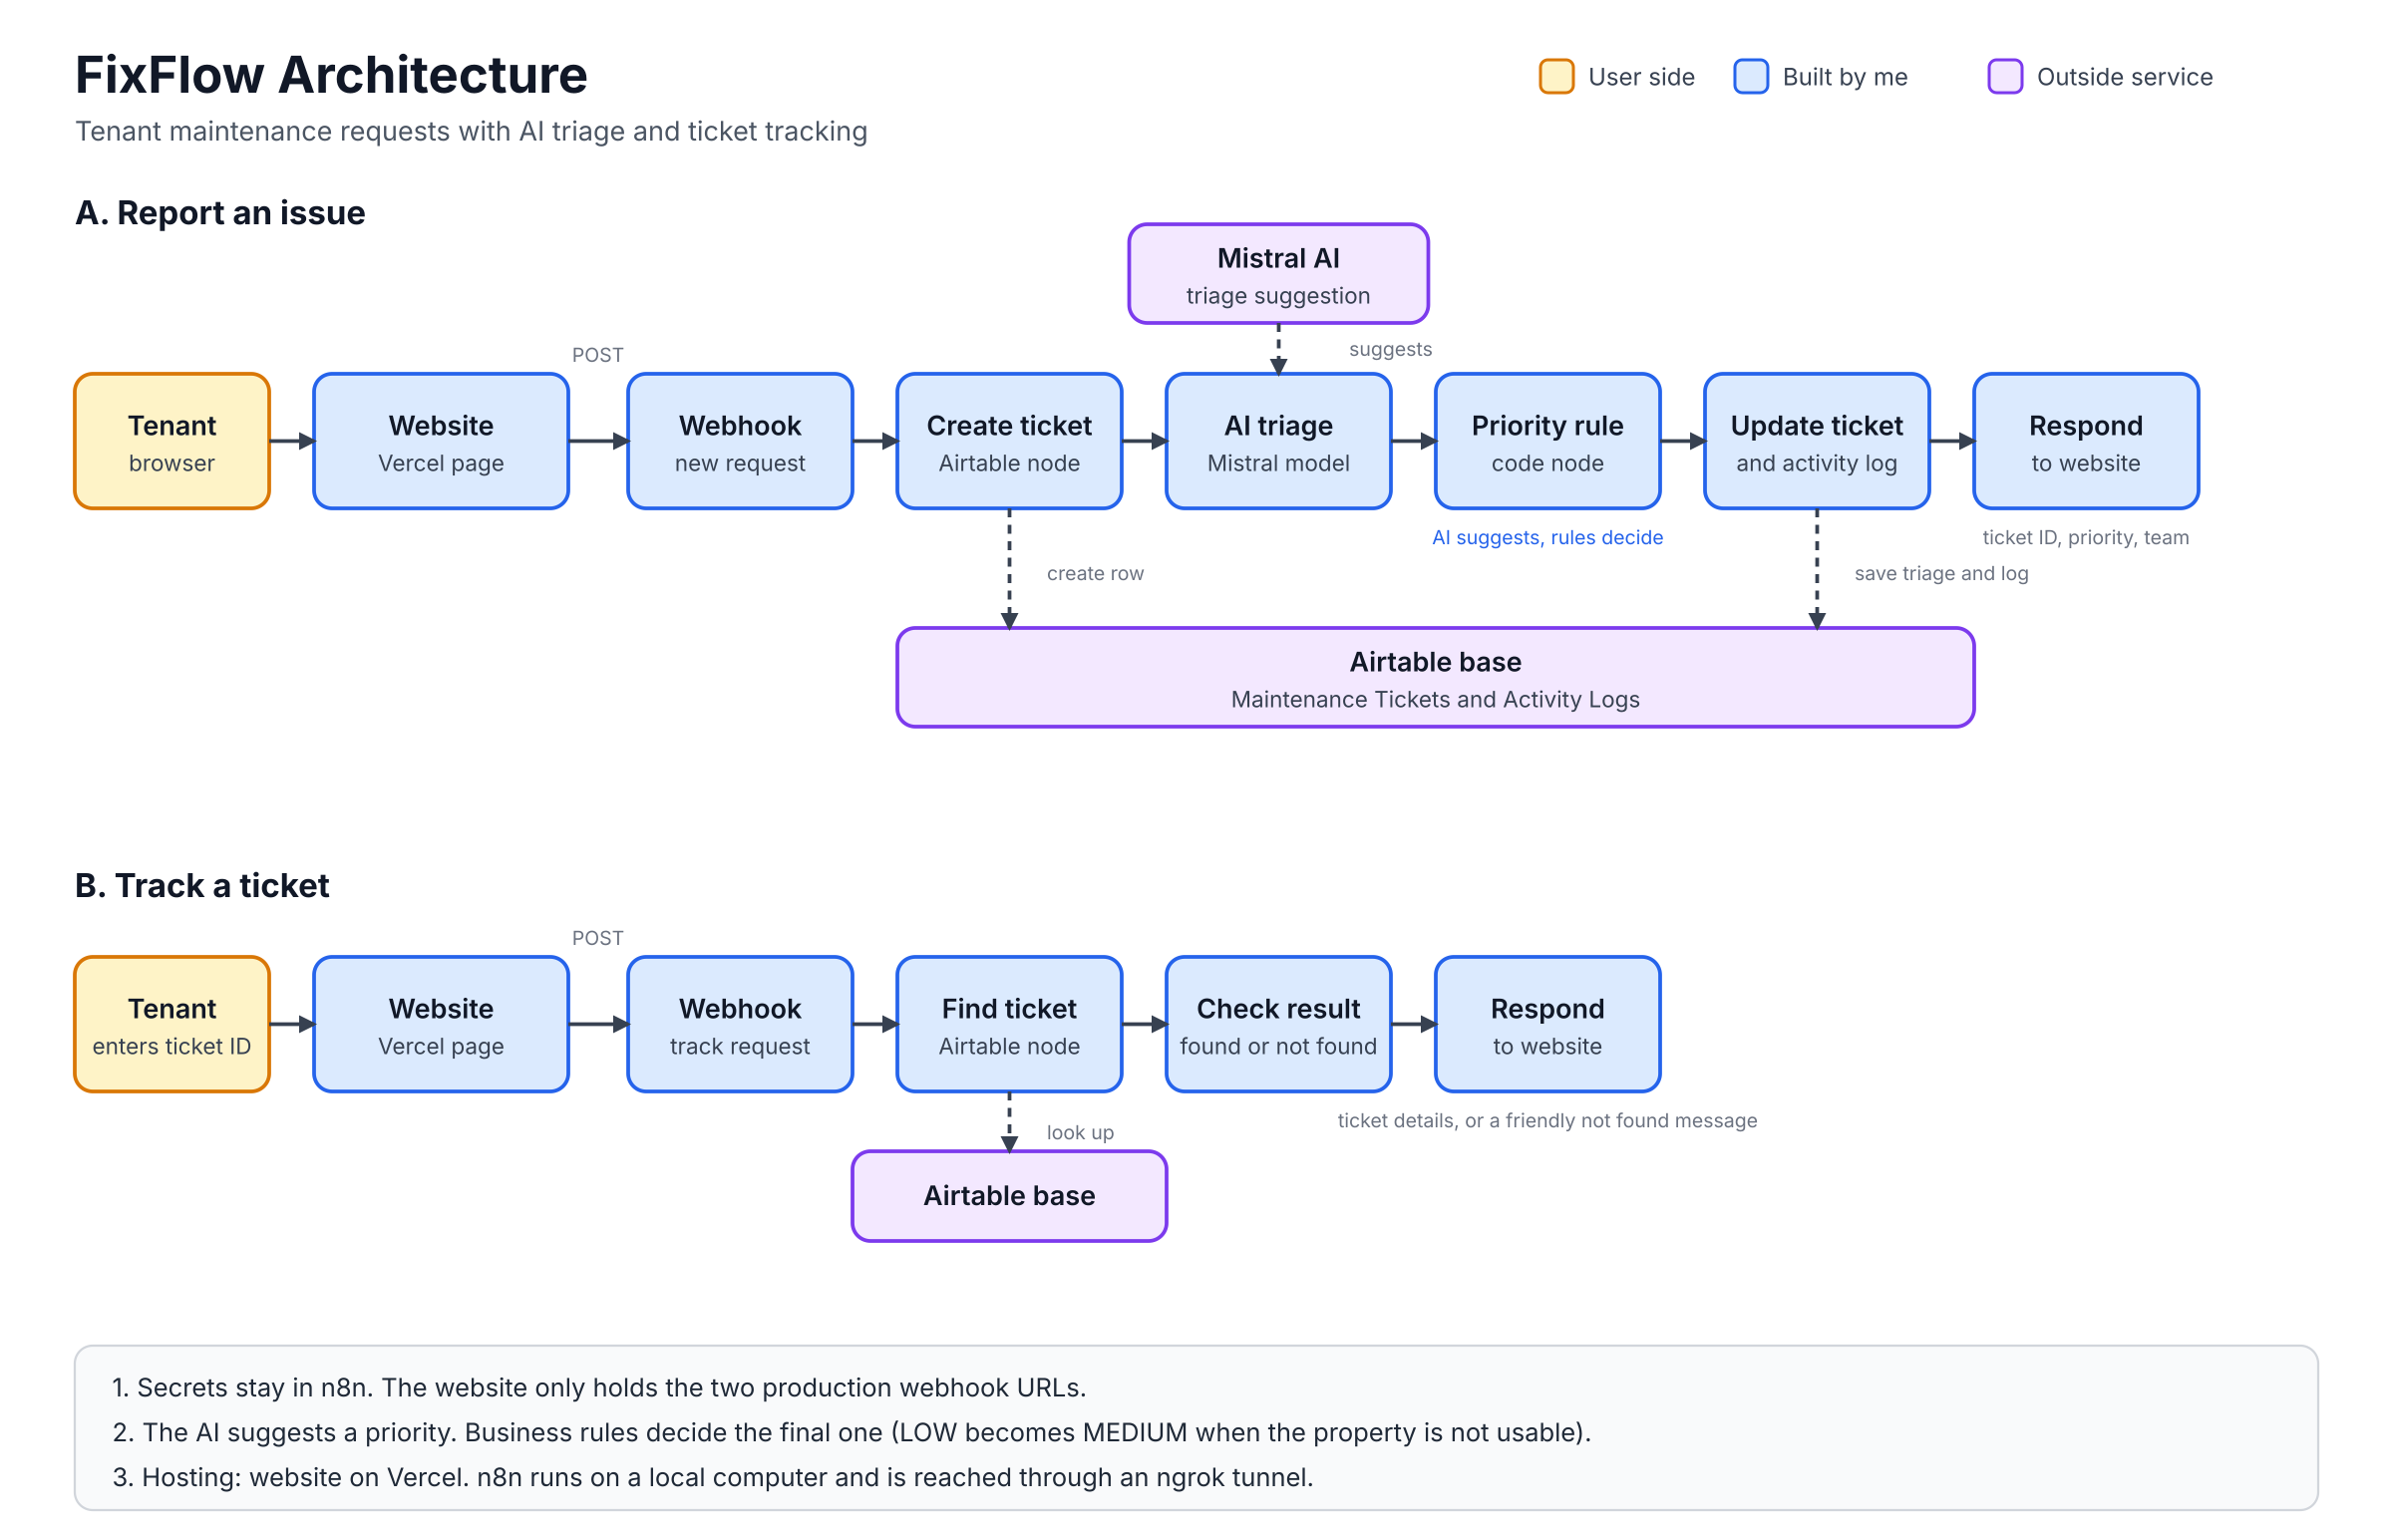 FixFlow Architecture
Tenant maintenance requests with AI triage and ticket tracking
User side
Built by me
Outside service
A. Report an issue
Mistral AI
triage suggestion
suggests
POST
Tenant
browser
Website
Vercel page
Webhook
new request
Create ticket
Airtable node
AI triage
Mistral model
Priority rule
code node
Update ticket
and activity log
Respond
to website
AI suggests, rules decide
ticket ID, priority, team
create row
save triage and log
Airtable base
Maintenance Tickets and Activity Logs
B. Track a ticket
POST
Tenant
enters ticket ID
Website
Vercel page
Webhook
track request
Find ticket
Airtable node
Check result
found or not found
Respond
to website
ticket details, or a friendly not found message
look up
Airtable base
1. Secrets stay in n8n. The website only holds the two production webhook URLs.
2. The AI suggests a priority. Business rules decide the final one (LOW becomes MEDIUM when the property is not usable).
3. Hosting: website on Vercel. n8n runs on a local computer and is reached through an ngrok tunnel.